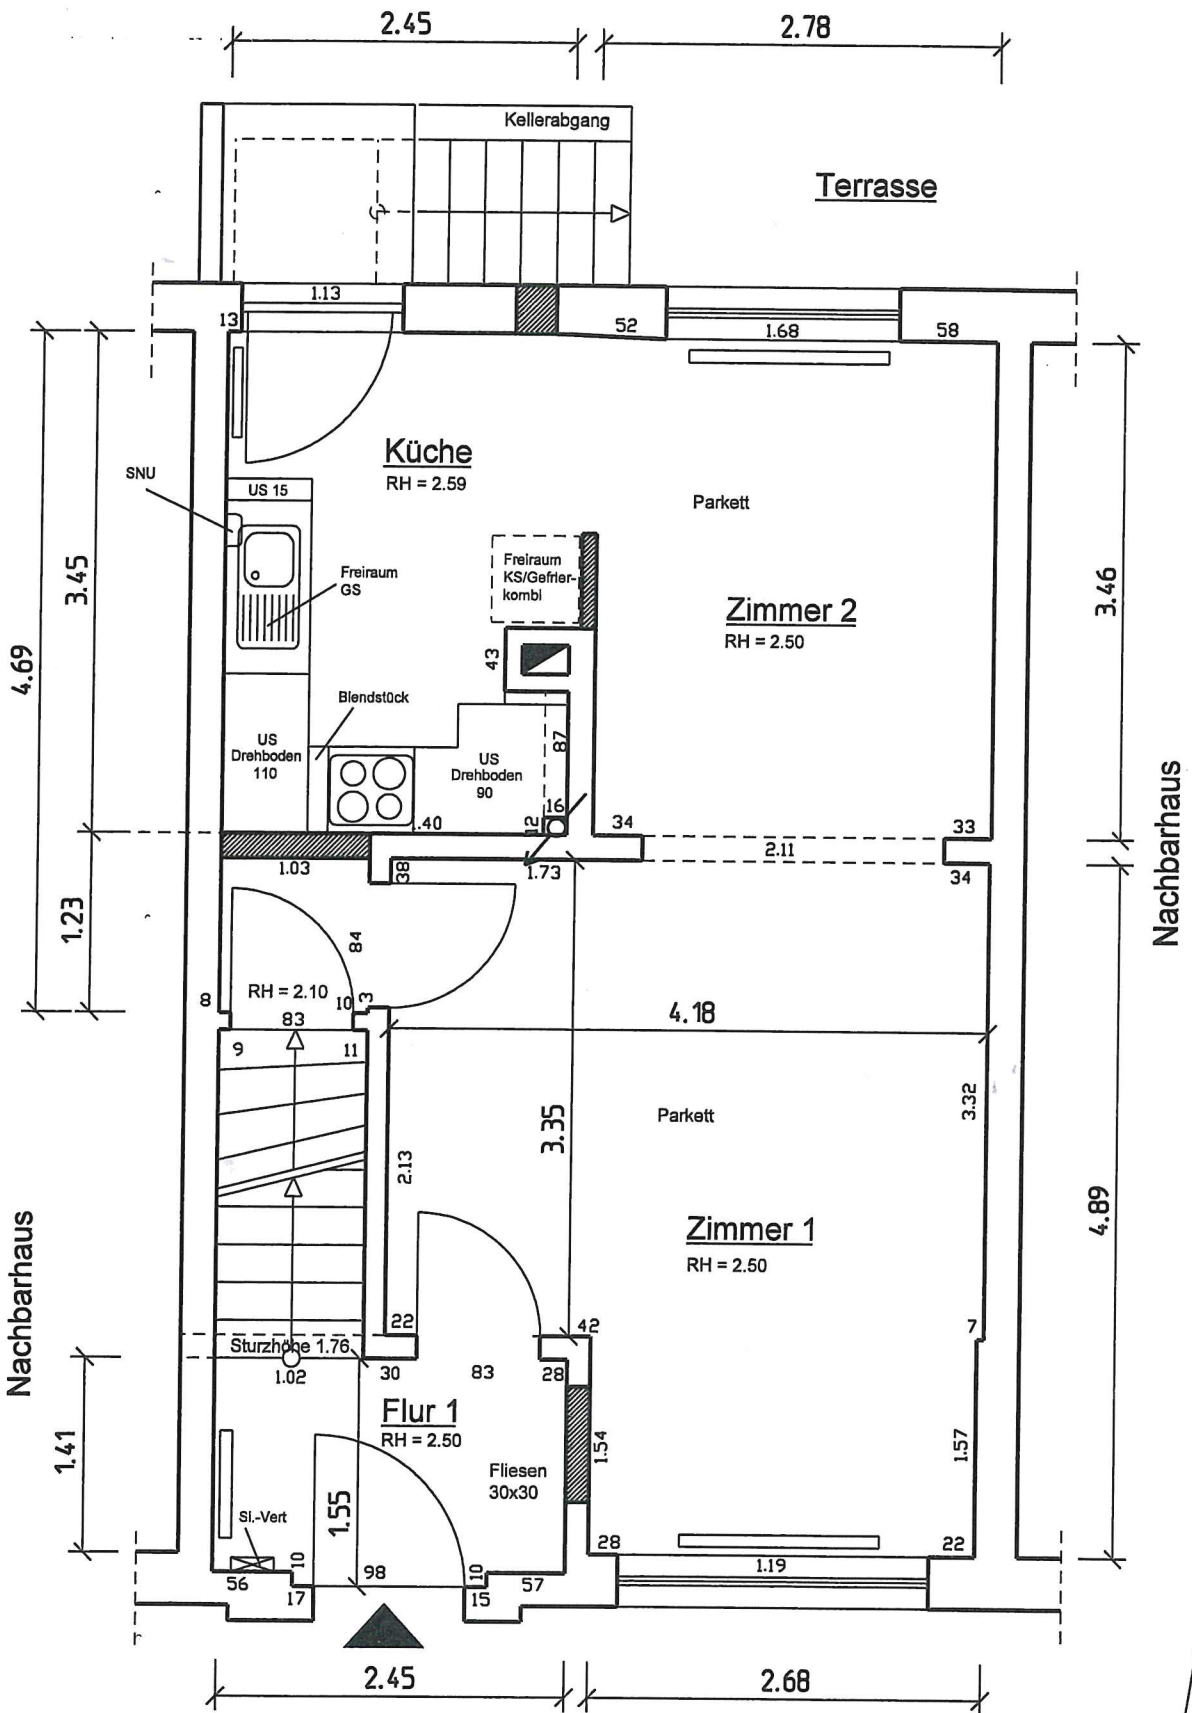 2.45
2.78
Kellerabgang
Terrasse
1.13
13
52
1.68
58
Küche
RH = 2.59
SNU
US 15
Parkett
Freiraum
GS
Freiraum
KS/Gefrier-
kombi
Zimmer 2
RH = 2.50
3.45
4.69
3.46
43
Blendstück
US
Drehboden
110
US
Drehboden
90
87
16
12
1.40
34
33
1.03
38
1.73
2.11
34
Nachbarhaus
1.23
84
8
RH = 2.10
10
3
83
9
11
4.18
3.32
3.35
Parkett
2.13
4.89
Zimmer 1
RH = 2.50
Nachbarhaus
22
42
7
Sturzhöhe 1.76
1.02
30
83
28
Flur 1
RH = 2.50
1.41
1.54
1.57
Fliesen
30x30
1.55
Sl.-Vert
28
22
10
98
10
1.19
56
17
15
57
2.45
2.68